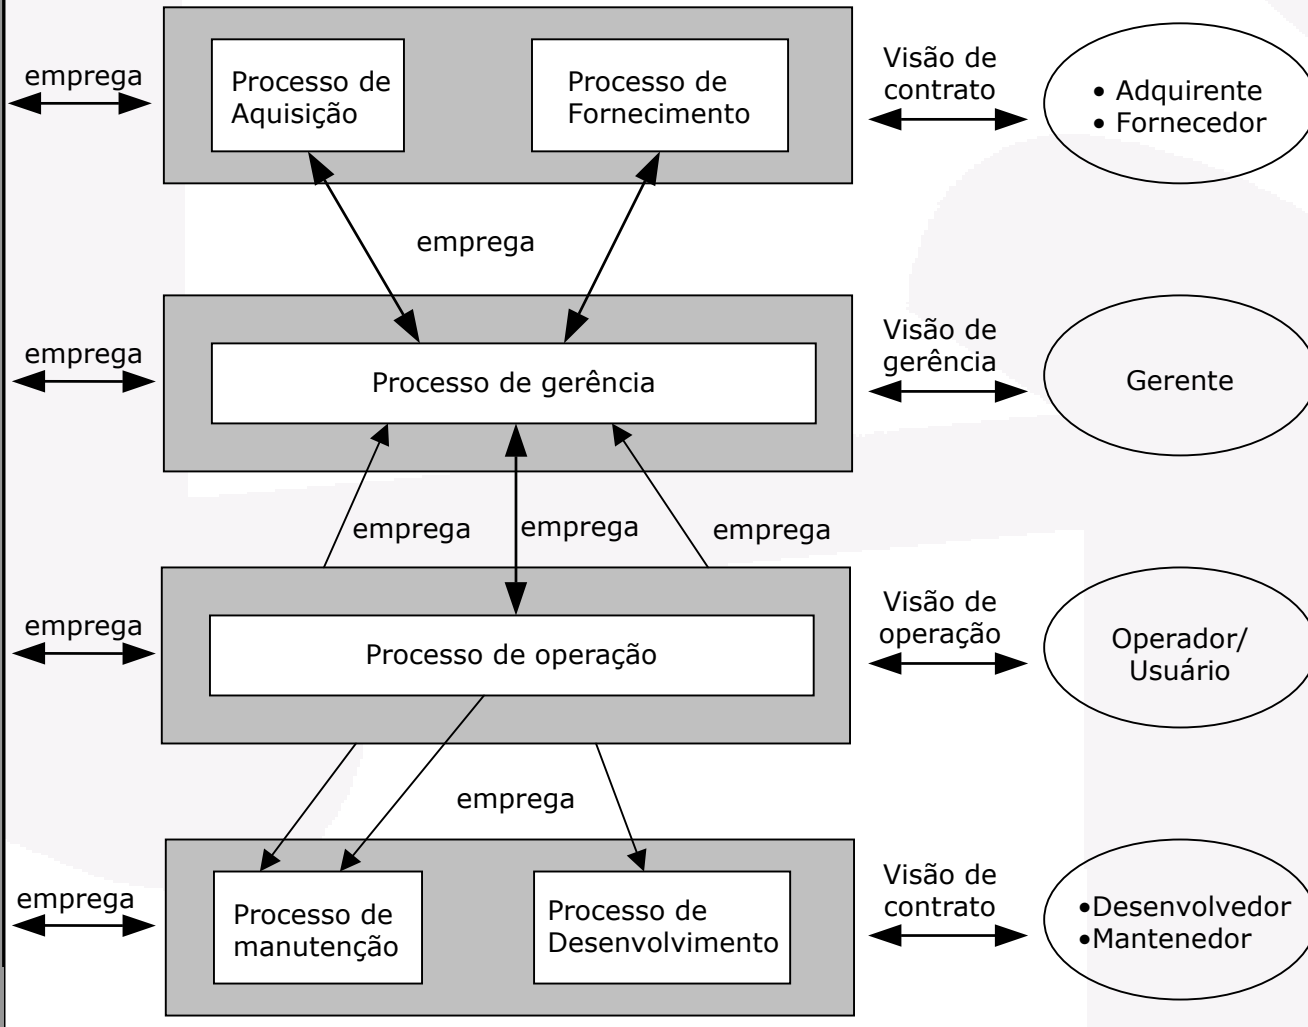 emprega
Processo de
Aquisição
Processo de
Fornecimento
Visão de
contrato
• Adquirente
• Fornecedor
emprega
emprega
Processo de gerência
Visão de
gerência
Gerente
emprega
emprega
emprega
emprega
Processo de operação
Visão de
operação
Operador/
Usuário
emprega
emprega
Processo de
manutenção
Processo de
Desenvolvimento
Visão de
contrato
•Desenvolvedor
•Mantenedor